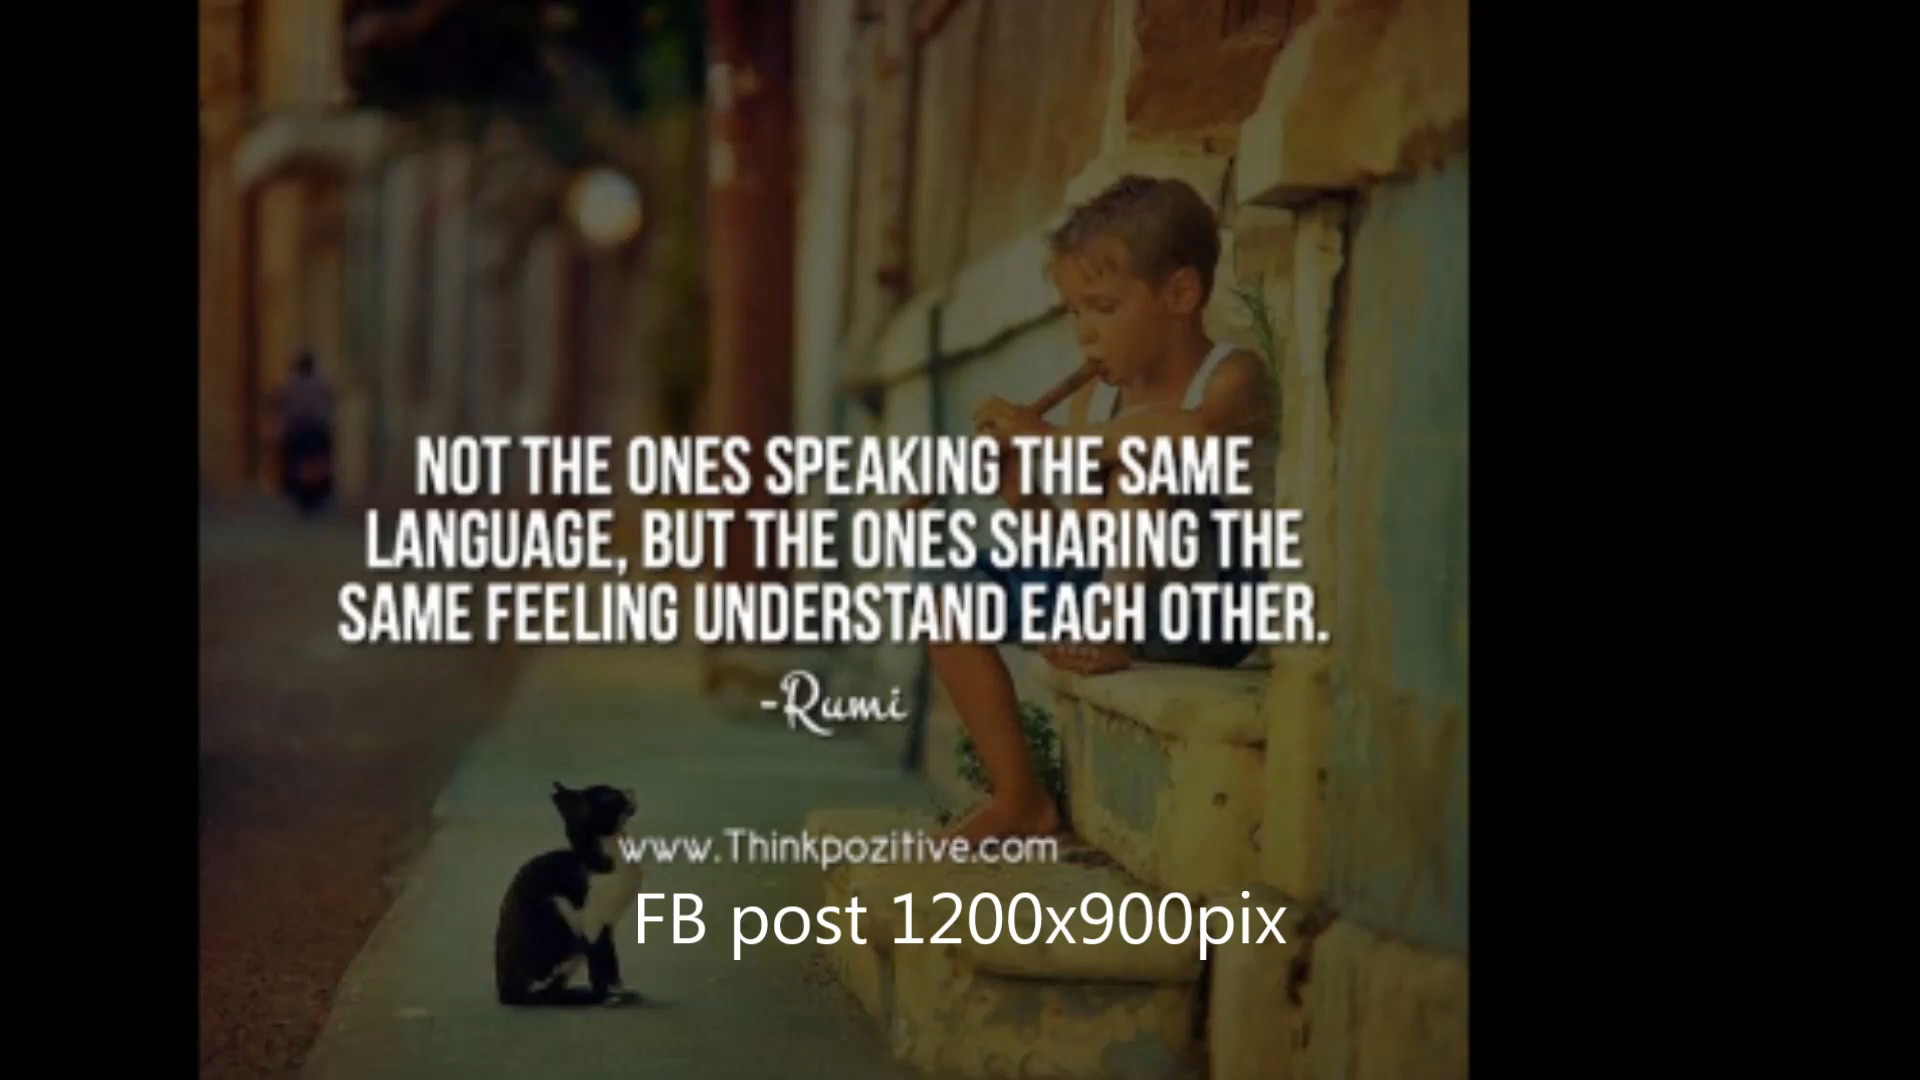 NOT THE ONES SPEAKING THE SAME
LANGUAGE, BUT THE ONES SHARING THE
SAME FEELING UNDERSTAND EACH OTHER.
-Rumi
www.Thinkpozitive.com
FB post 1200x900pix